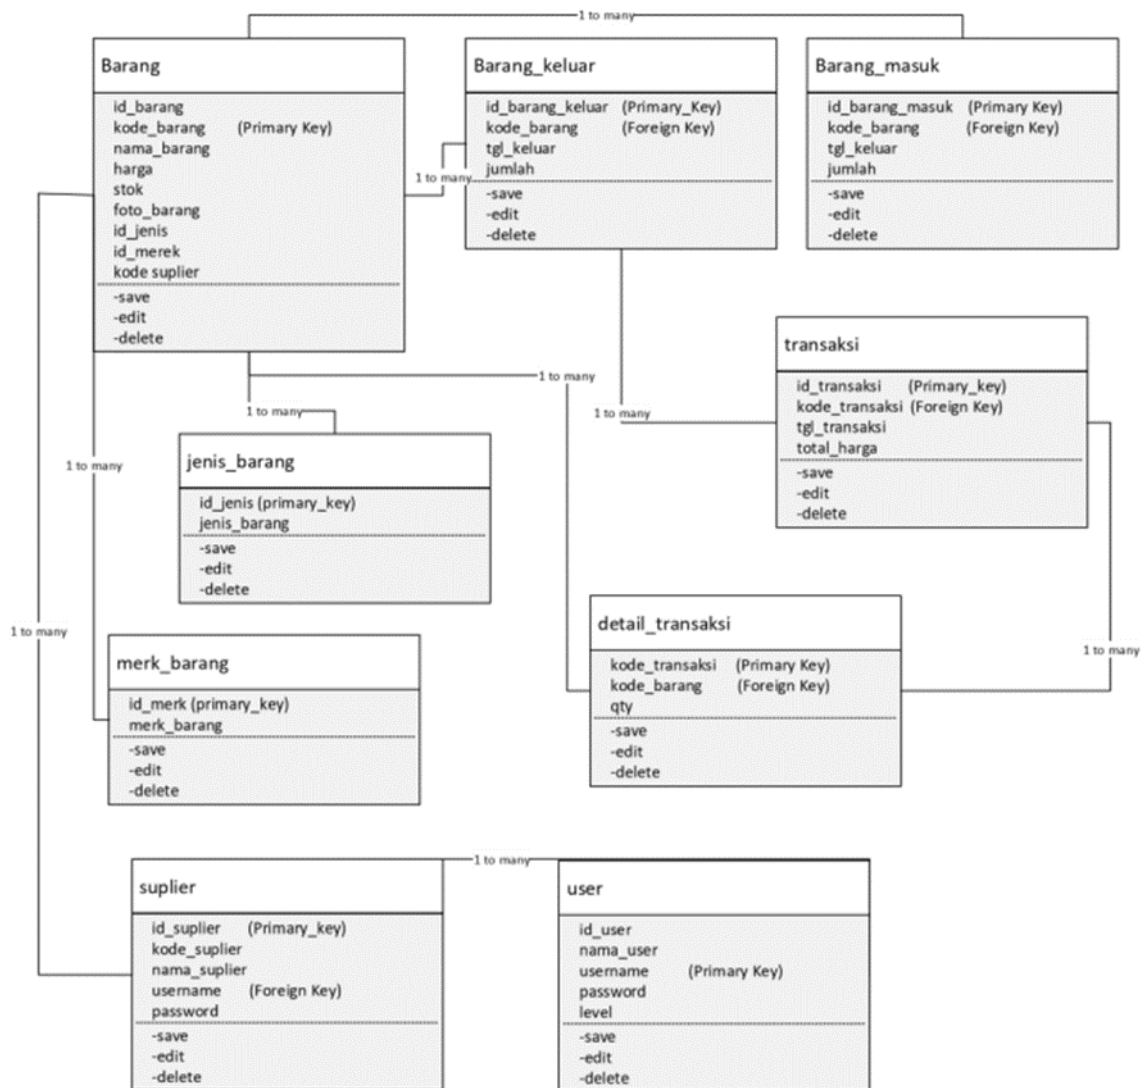 1 to many
Barang
id_barang
kode_barang (Primary Key)
nama_barang
harga
stok
foto_barang
id_jenis
id_merek
kode suplier
-save
-edit
-delete
1 to many
Barang_keluar
id_barang_keluar (Primary_Key)
kode_barang (Foreign Key)
tgl_keluar
jumlah
-save
-edit
-delete
Barang_masuk
id_barang_masuk (Primary Key)
kode_barang (Foreign Key)
tgl_keluar
jumlah
-save
-edit
-delete
1 to many
1 to many
1 to many
transaksi
id_transaksi (Primary_key)
kode_transaksi (Foreign Key)
tgl_transaksi
total_harga
-save
-edit
-delete
1 to many
jenis_barang
id_jenis (primary_key)
jenis_barang
-save
-edit
-delete
1 to many
merk_barang
id_merk (primary_key)
merk_barang
-save
-edit
-delete
detail_transaksi
kode_transaksi (Primary Key)
kode_barang (Foreign Key)
qty
-save
-edit
-delete
1 to many
1 to many
suplier
id_suplier (Primary_key)
kode_suplier
nama_suplier
username (Foreign Key)
password
-save
-edit
-delete
user
id_user
nama_user
username (Primary Key)
password
level
-save
-edit
-delete